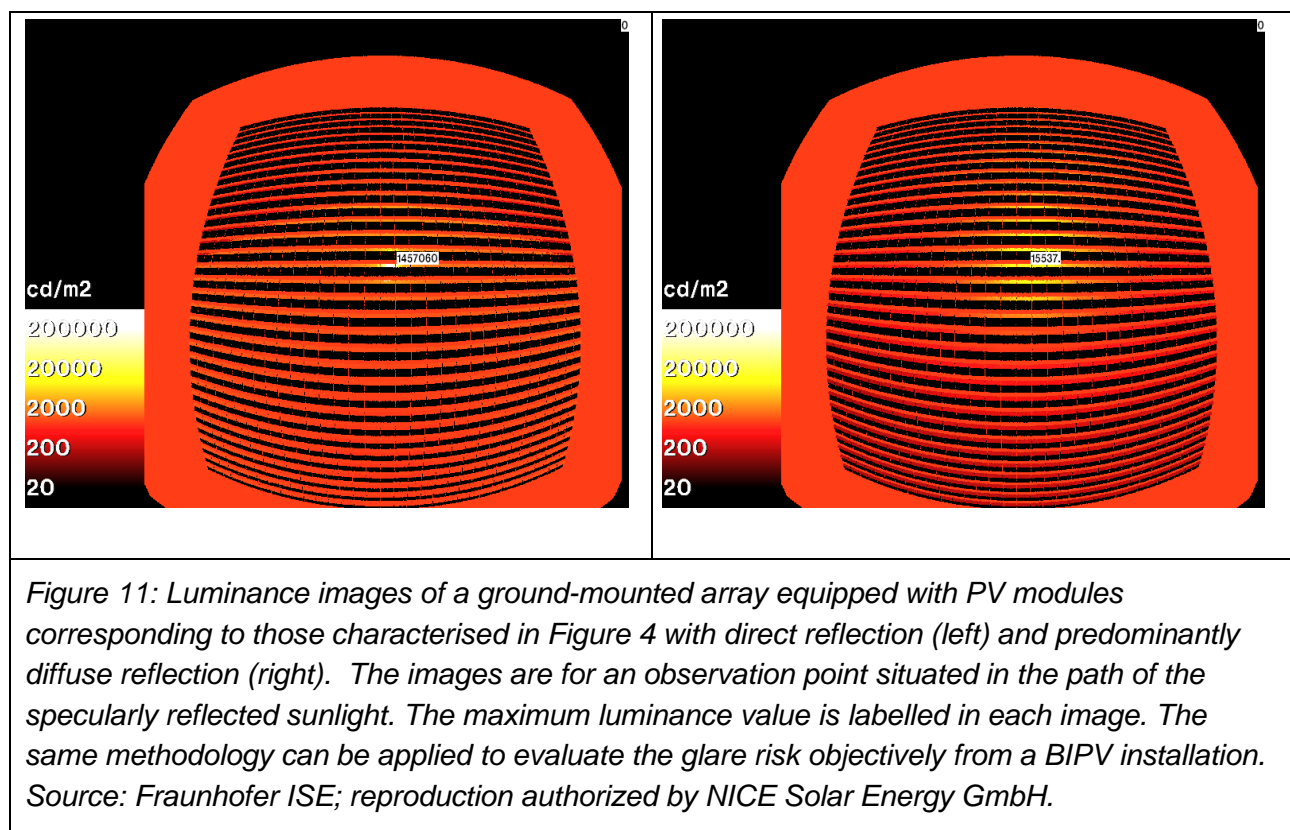 0
1457060
cd/m2
200000
20000
2000
200
20
0
15537.
cd/m2
200000
20000
2000
200
20
Figure 11: Luminance images of a ground-mounted array equipped with PV modules
corresponding to those characterised in Figure 4 with direct reflection (left) and predominantly
diffuse reflection (right).  The images are for an observation point situated in the path of the
specularly reflected sunlight. The maximum luminance value is labelled in each image. The
same methodology can be applied to evaluate the glare risk objectively from a BIPV installation.
Source: Fraunhofer ISE; reproduction authorized by NICE Solar Energy GmbH.